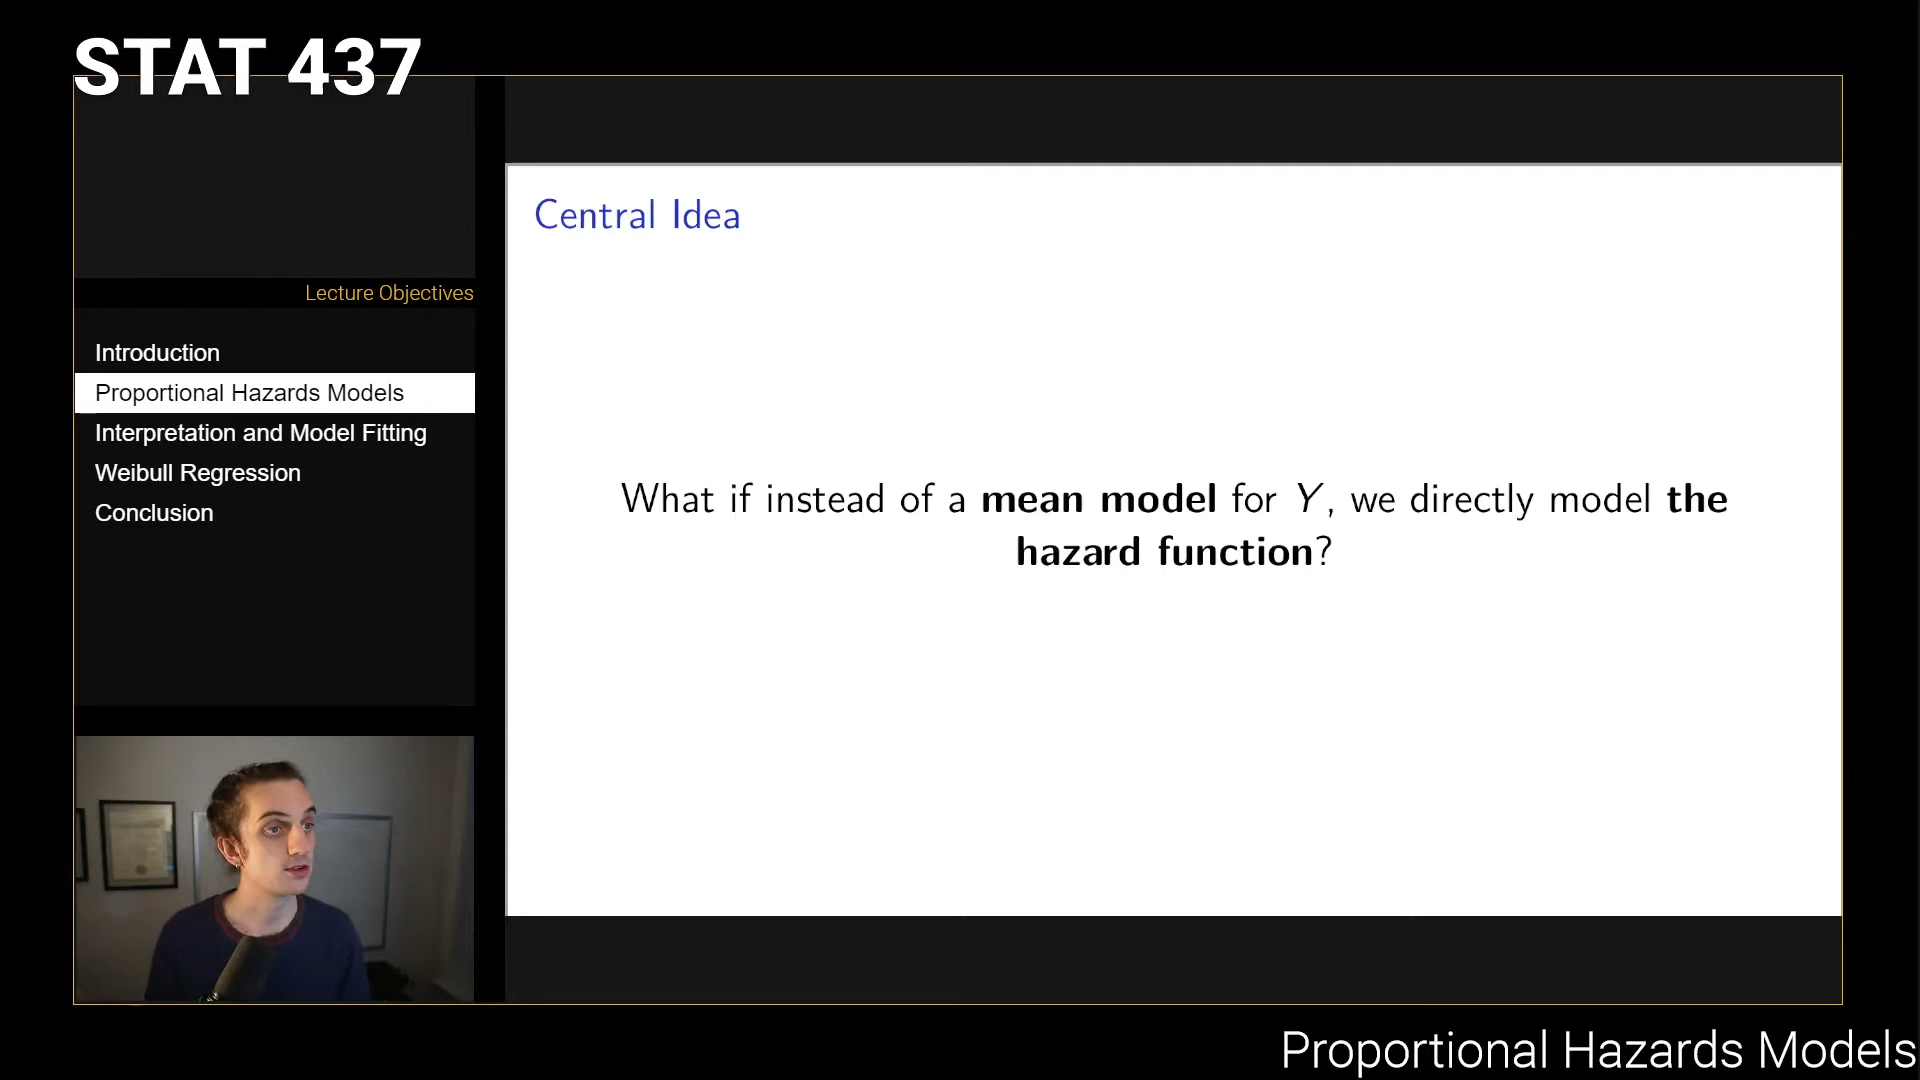 STAT 437
Lecture Objectives
Introduction
Proportional Hazards Models
Interpretation and Model Fitting
Weibull Regression
Conclusion
Central Idea
What if instead of a mean model for Y, we directly model the
hazard function?
Proportional Hazards Models